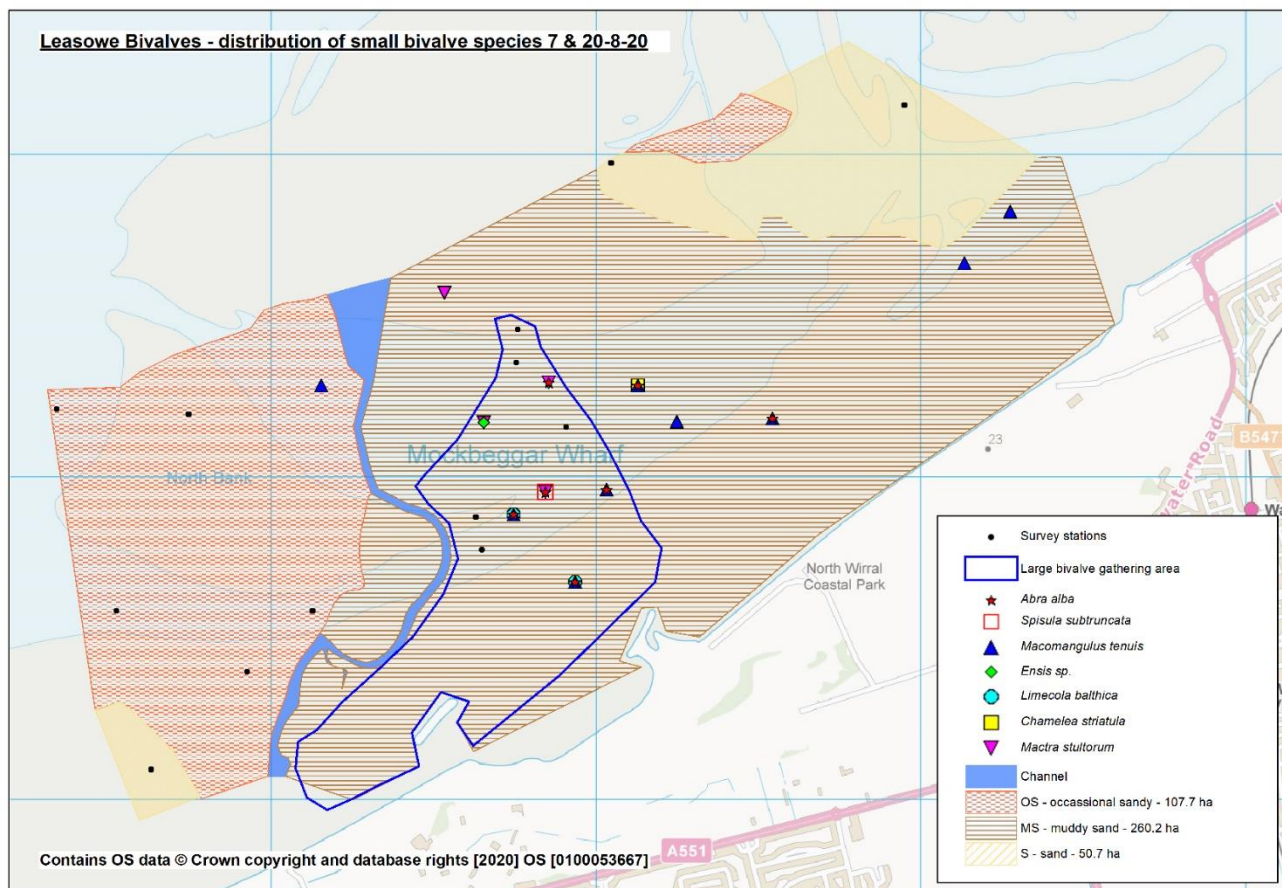 Leasowe Bivalves - distribution of small bivalve species 7 & 20-8-20
Mockbeggar Wharf
North Bank
23
B547
North Wirral
Coastal Park
A551
Survey stations
Large bivalve gathering area
Abra alba
Spisula subtruncata
Macomangulus tenuis
Ensis sp.
Limecola balthica
Chamelea striatula
Mactra stultorum
Channel
OS - occassional sandy - 107.7 ha
MS - muddy sand - 260.2 ha
S - sand - 50.7 ha
Contains OS data © Crown copyright and database rights [2020] OS [0100053667]